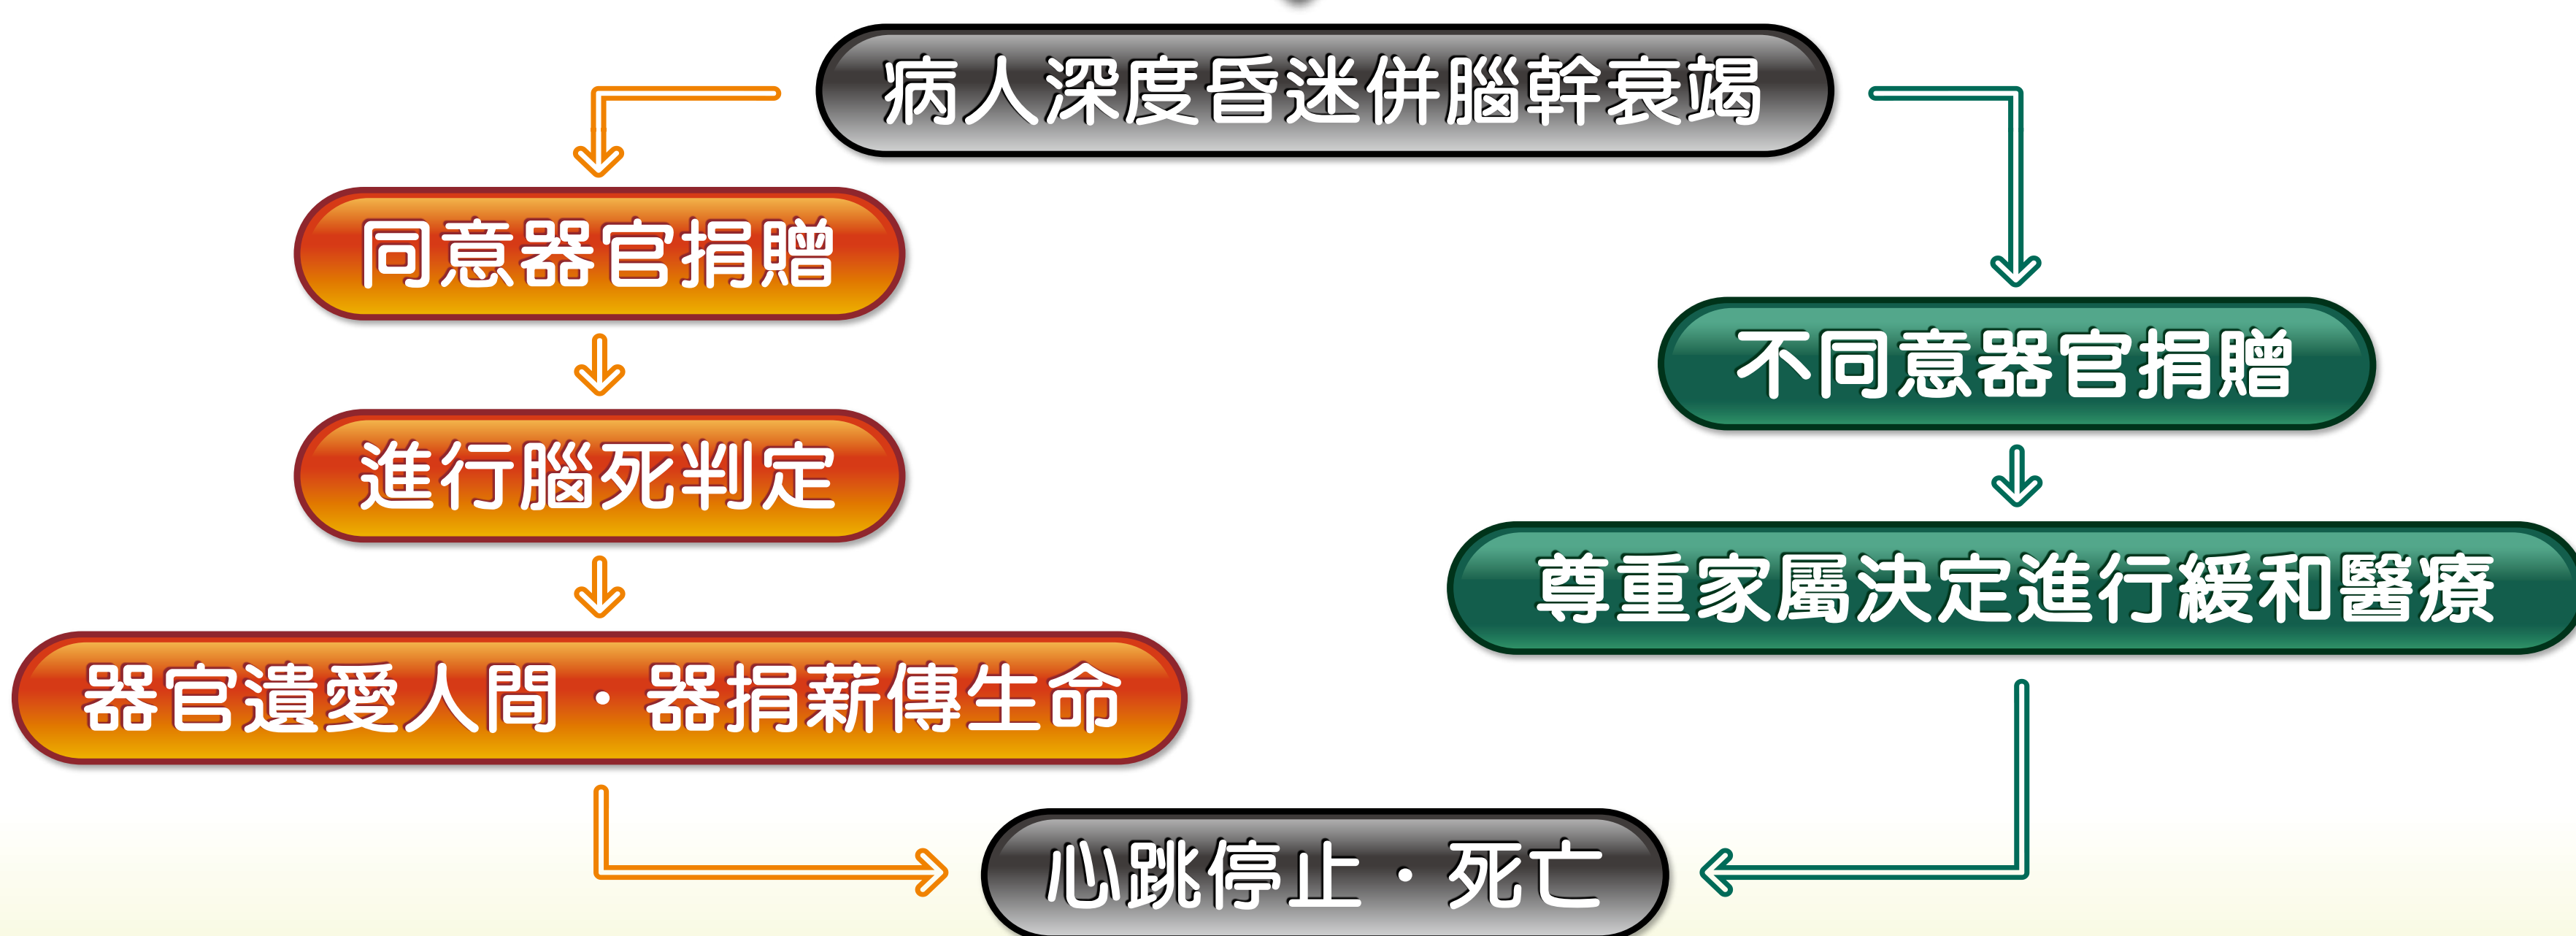 病人深度昏迷併腦幹衰竭
同意器官捐贈
進行腦死判定
器官遺愛人間・器捐薪傳生命
不同意器官捐贈
尊重家屬決定進行緩和醫療
心跳停止・死亡